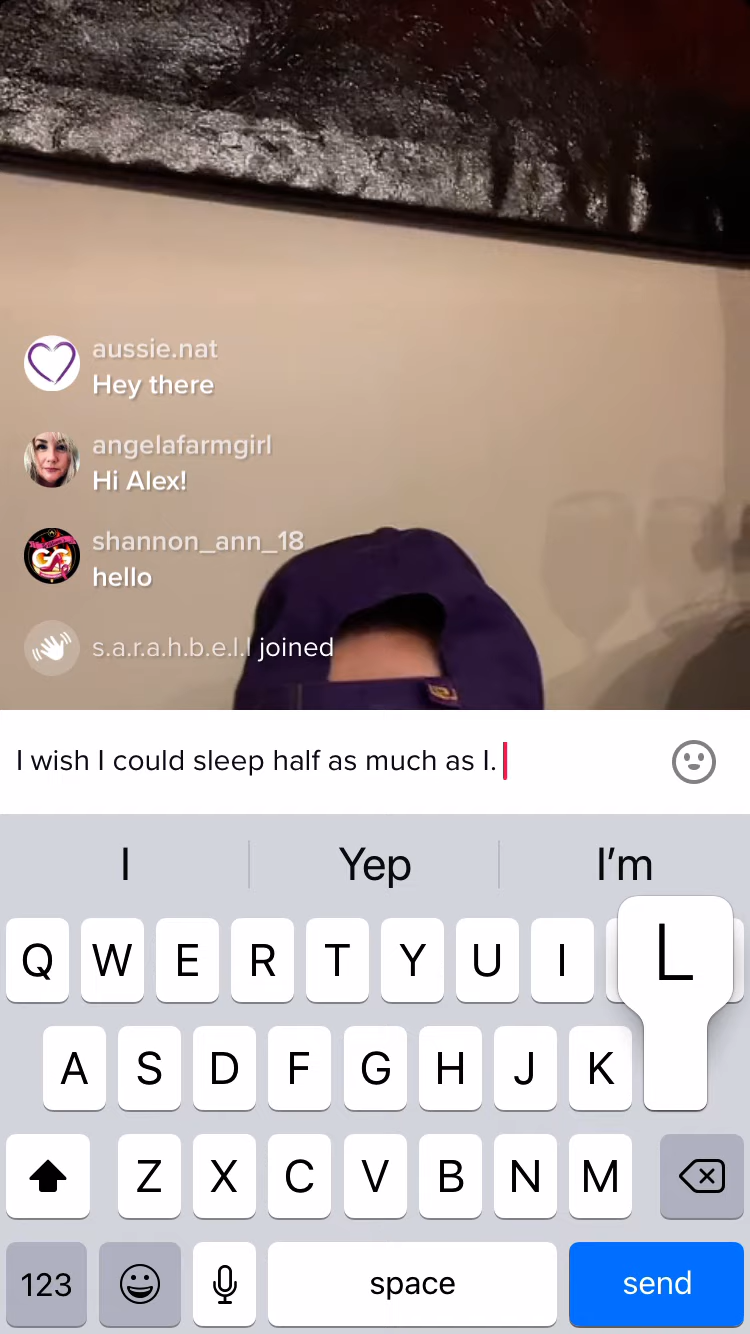 aussie.nat
Hey there
angelafarmgirl
Hi Alex!
shannon_ann_18
hello
s.a.r.a.h.b.e.l.l joined
I wish I could sleep half as much as I.
I Yep I'm
Q W E R T Y U I L
A S D F G H J K
Z X C V B N M
123 space send